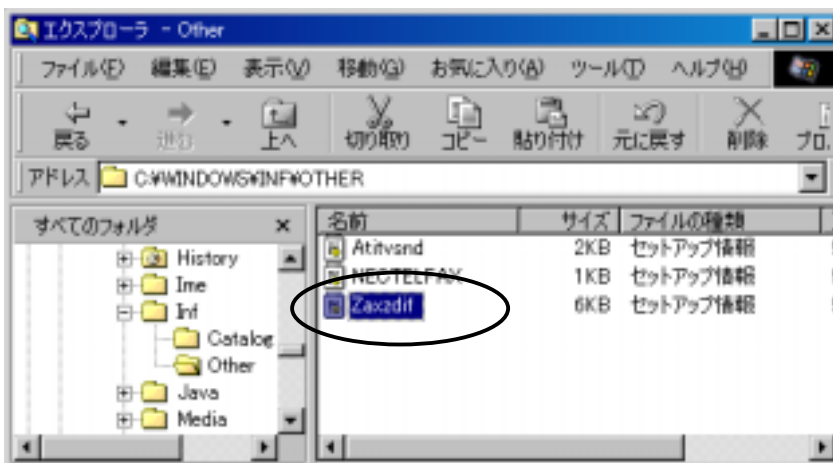 エクスプローラ - Other
ファイル(F) 編集(E) 表示(V) 移動(G) お気に入り(A) ツール(T) ヘルプ(H)
戻る 進む 上へ 切り取り コピー 貼り付け 元に戻す 削除 プロ
アドレス C:¥WINDOWS¥INF¥OTHER
すべてのフォルダ × 名前 サイズ ファイルの種類
History
Ime
Inf
Catalog
Other
Java
Media
Atitvsnd 2KB セットアップ情報
NECTELFAX 1KB セットアップ情報
Zaxzdif 6KB セットアップ情報